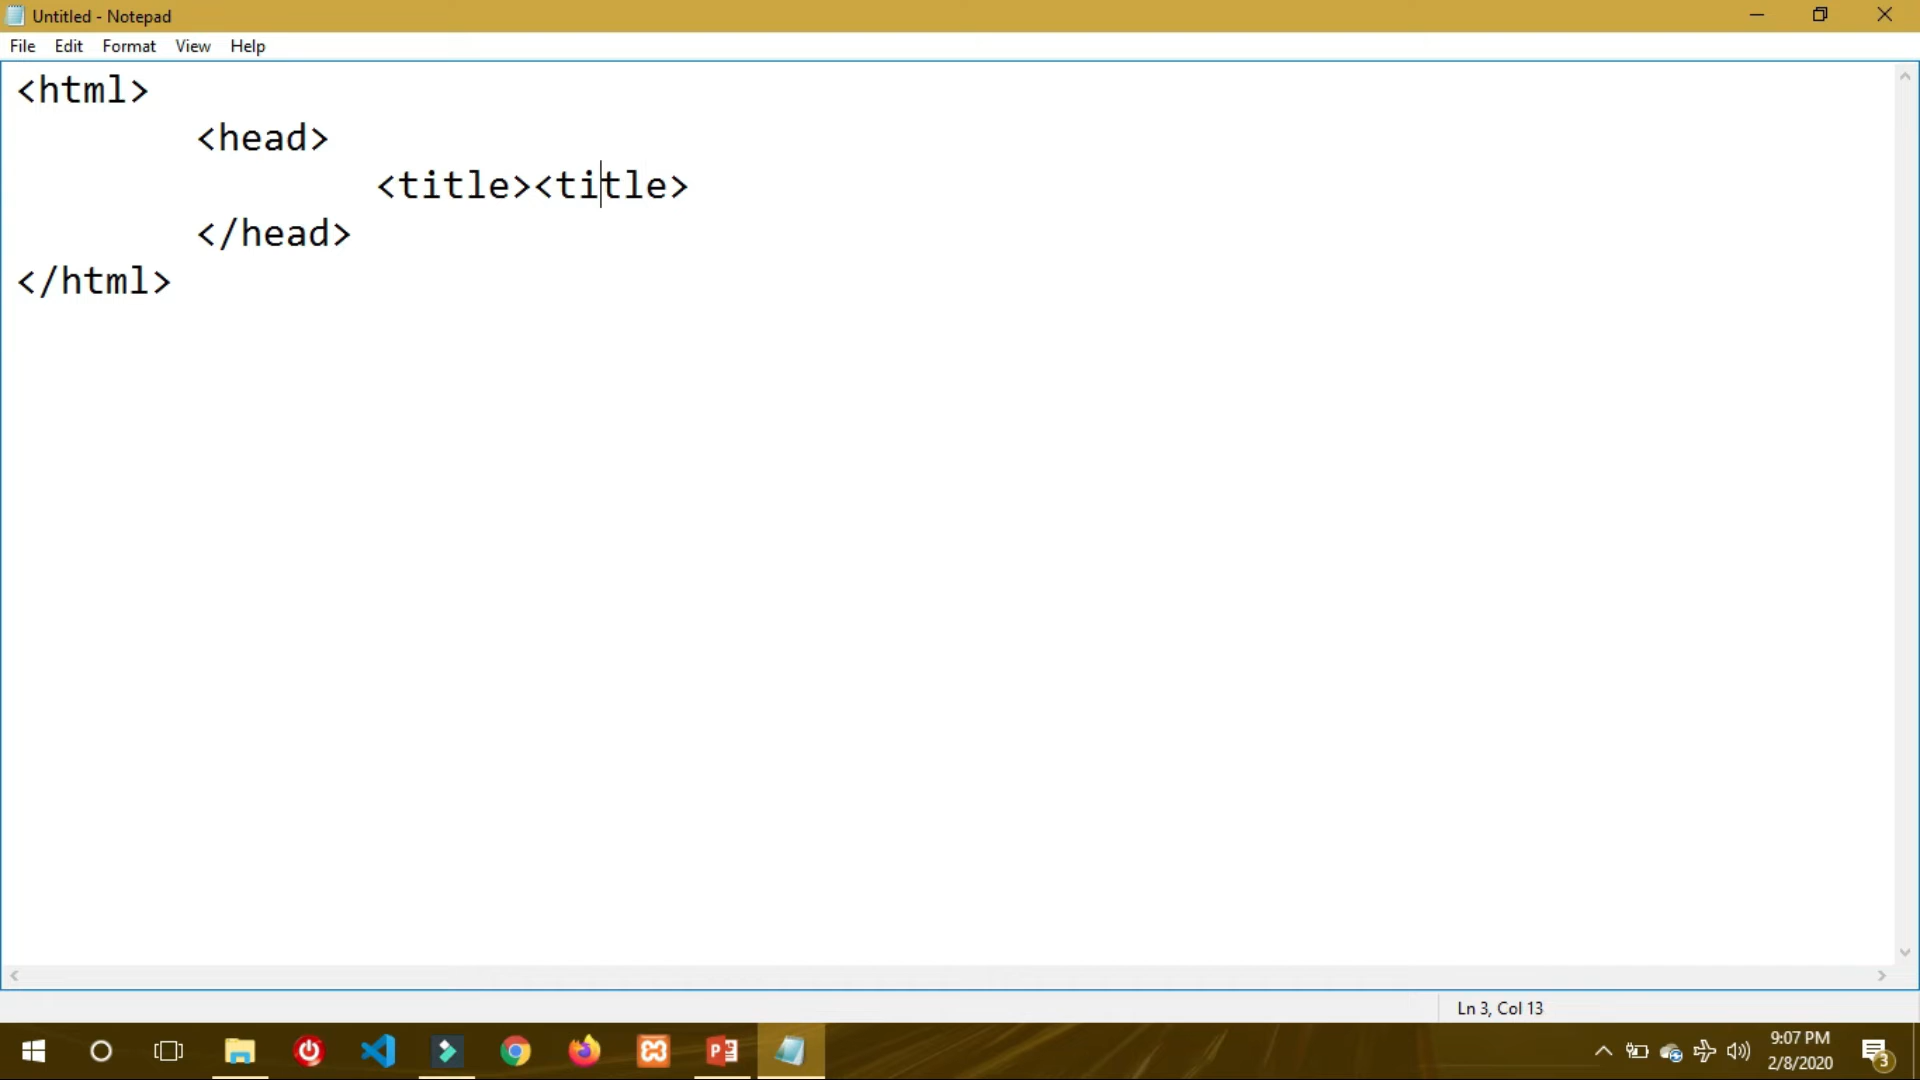 Untitled - Notepad
File Edit Format View Help
<html>
<head>
<title><title>
</head>
</html>
Ln 3, Col 13
9:07 PM
2/8/2020
3